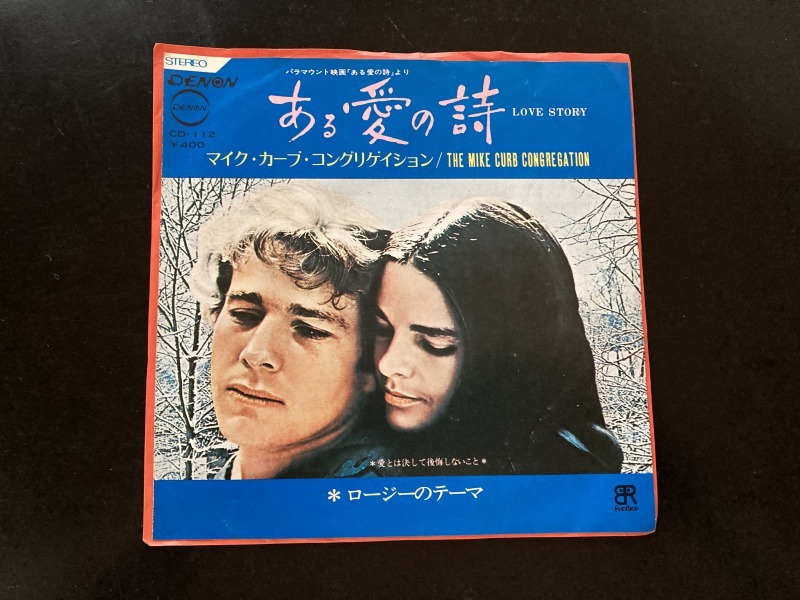 STEREO
DENON
DENON
CD-112
¥400
パラマウント映画「ある愛の詩」より
ある愛の詩 LOVE STORY
マイク・カーブ・コングリゲイション / THE MIKE CURB CONGREGATION
＊愛とは決して後悔しないこと＊
＊ ロージーのテーマ
BR